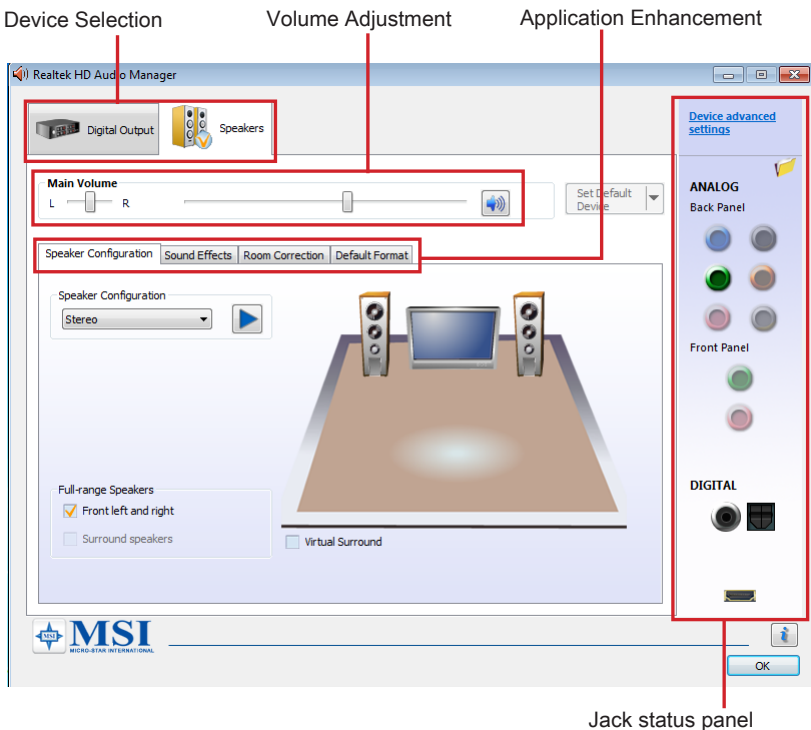 Device Selection
Volume Adjustment
Application Enhancement
Realtek HD Audio Manager
Digital Output
Speakers
Device advanced
settings
Main Volume
L
R
Set Default
Device
ANALOG
Back Panel
Speaker Configuration
Sound Effects
Room Correction
Default Format
Speaker Configuration
Stereo
Front Panel
Full-range Speakers
Front left and right
Surround speakers
Virtual Surround
DIGITAL
MSI
MSI
MICRO-STAR INTERNATIONAL
i
OK
Jack status panel